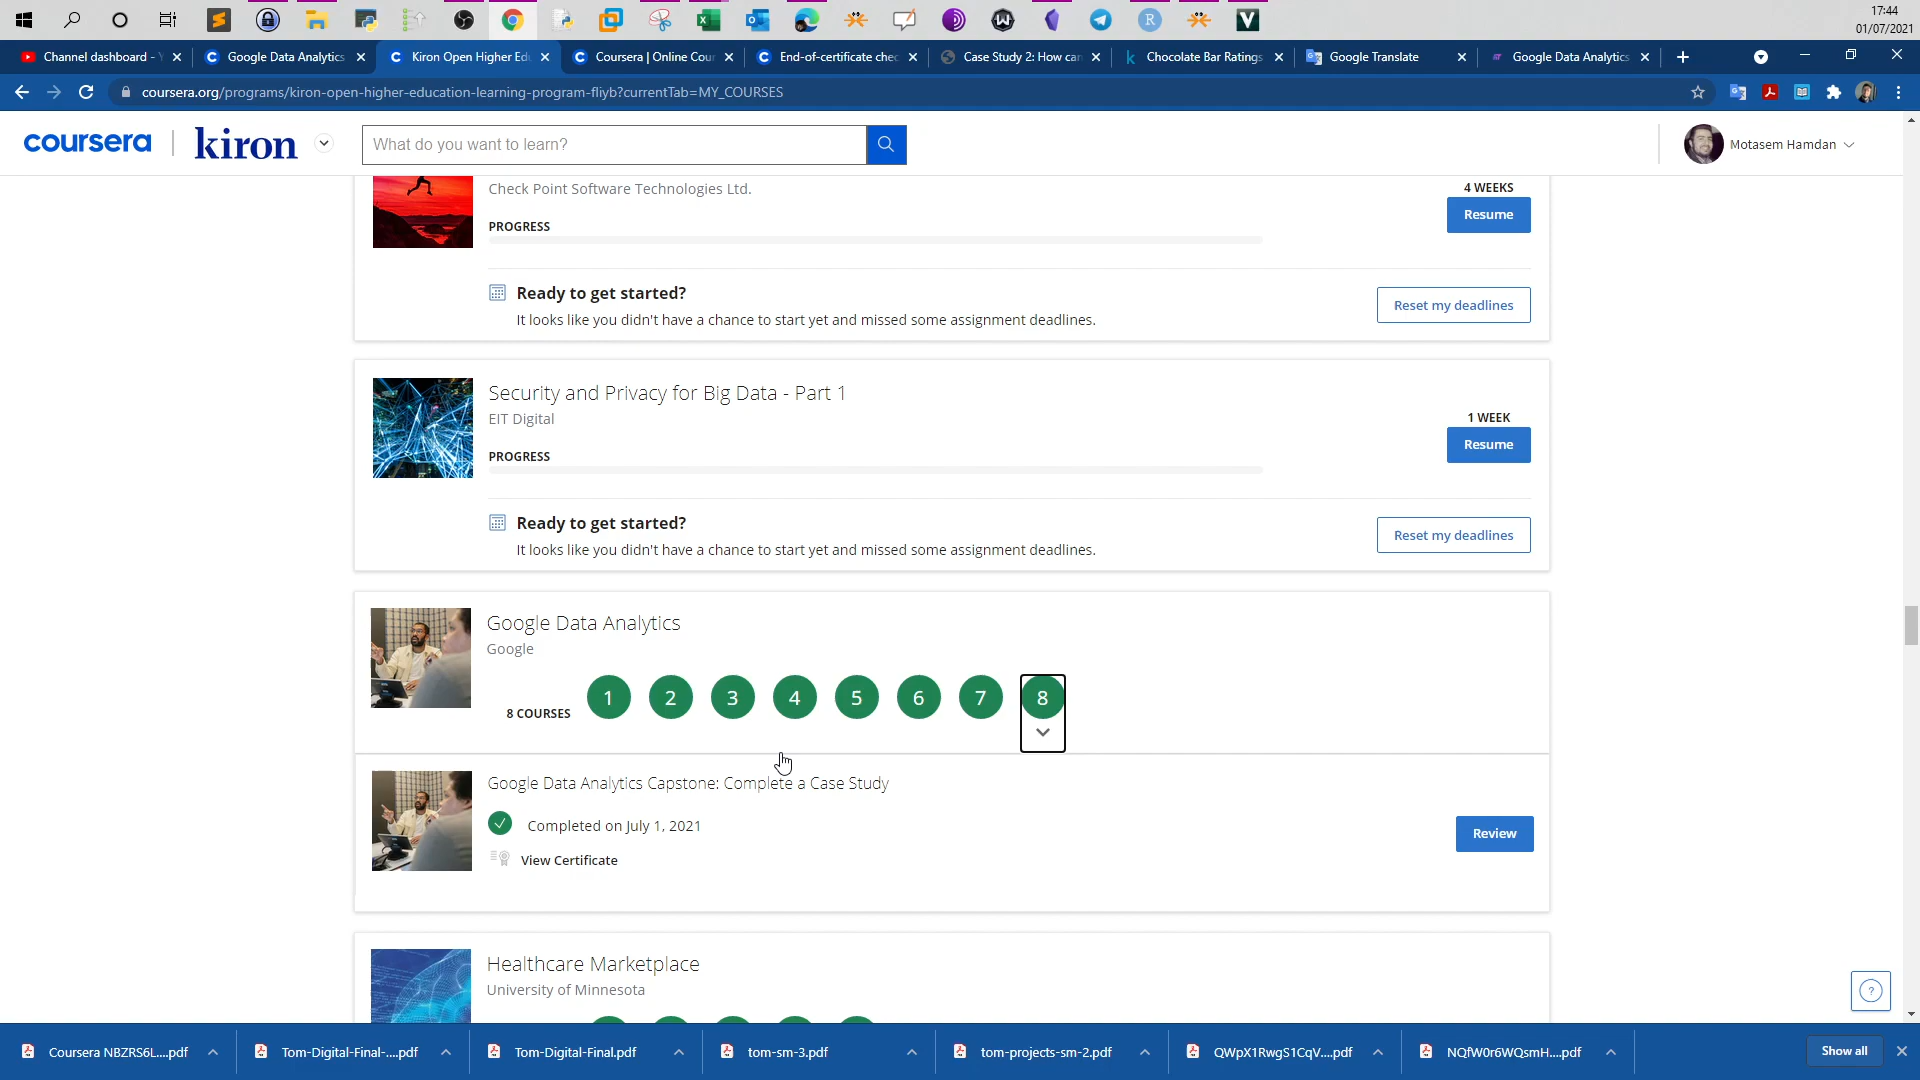 17:44
01/07/2021
Channel dashboard - Y
Google Data Analytics
Kiron Open Higher Edu
Coursera | Online Cour
End-of-certificate chec
Case Study 2: How can
Chocolate Bar Ratings
Google Translate
Google Data Analytics
coursera.org/programs/kiron-open-higher-education-learning-program-fliyb?currentTab=MY_COURSES
coursera | kiron
What do you want to learn?
Motasem Hamdan
Check Point Software Technologies Ltd.
4 WEEKS
Resume
PROGRESS
Ready to get started?
It looks like you didn't have a chance to start yet and missed some assignment deadlines.
Reset my deadlines
Security and Privacy for Big Data - Part 1
EIT Digital
1 WEEK
Resume
PROGRESS
Ready to get started?
It looks like you didn't have a chance to start yet and missed some assignment deadlines.
Reset my deadlines
Google Data Analytics
Google
8 COURSES 1 2 3 4 5 6 7 8
Google Data Analytics Capstone: Complete a Case Study
Completed on July 1, 2021
View Certificate
Review
Healthcare Marketplace
University of Minnesota
Coursera NBZRS6L....pdf
Tom-Digital-Final-....pdf
Tom-Digital-Final.pdf
tom-sm-3.pdf
tom-projects-sm-2.pdf
QWpX1RwgS1CqV....pdf
NQfW0r6WQsmH....pdf
Show all